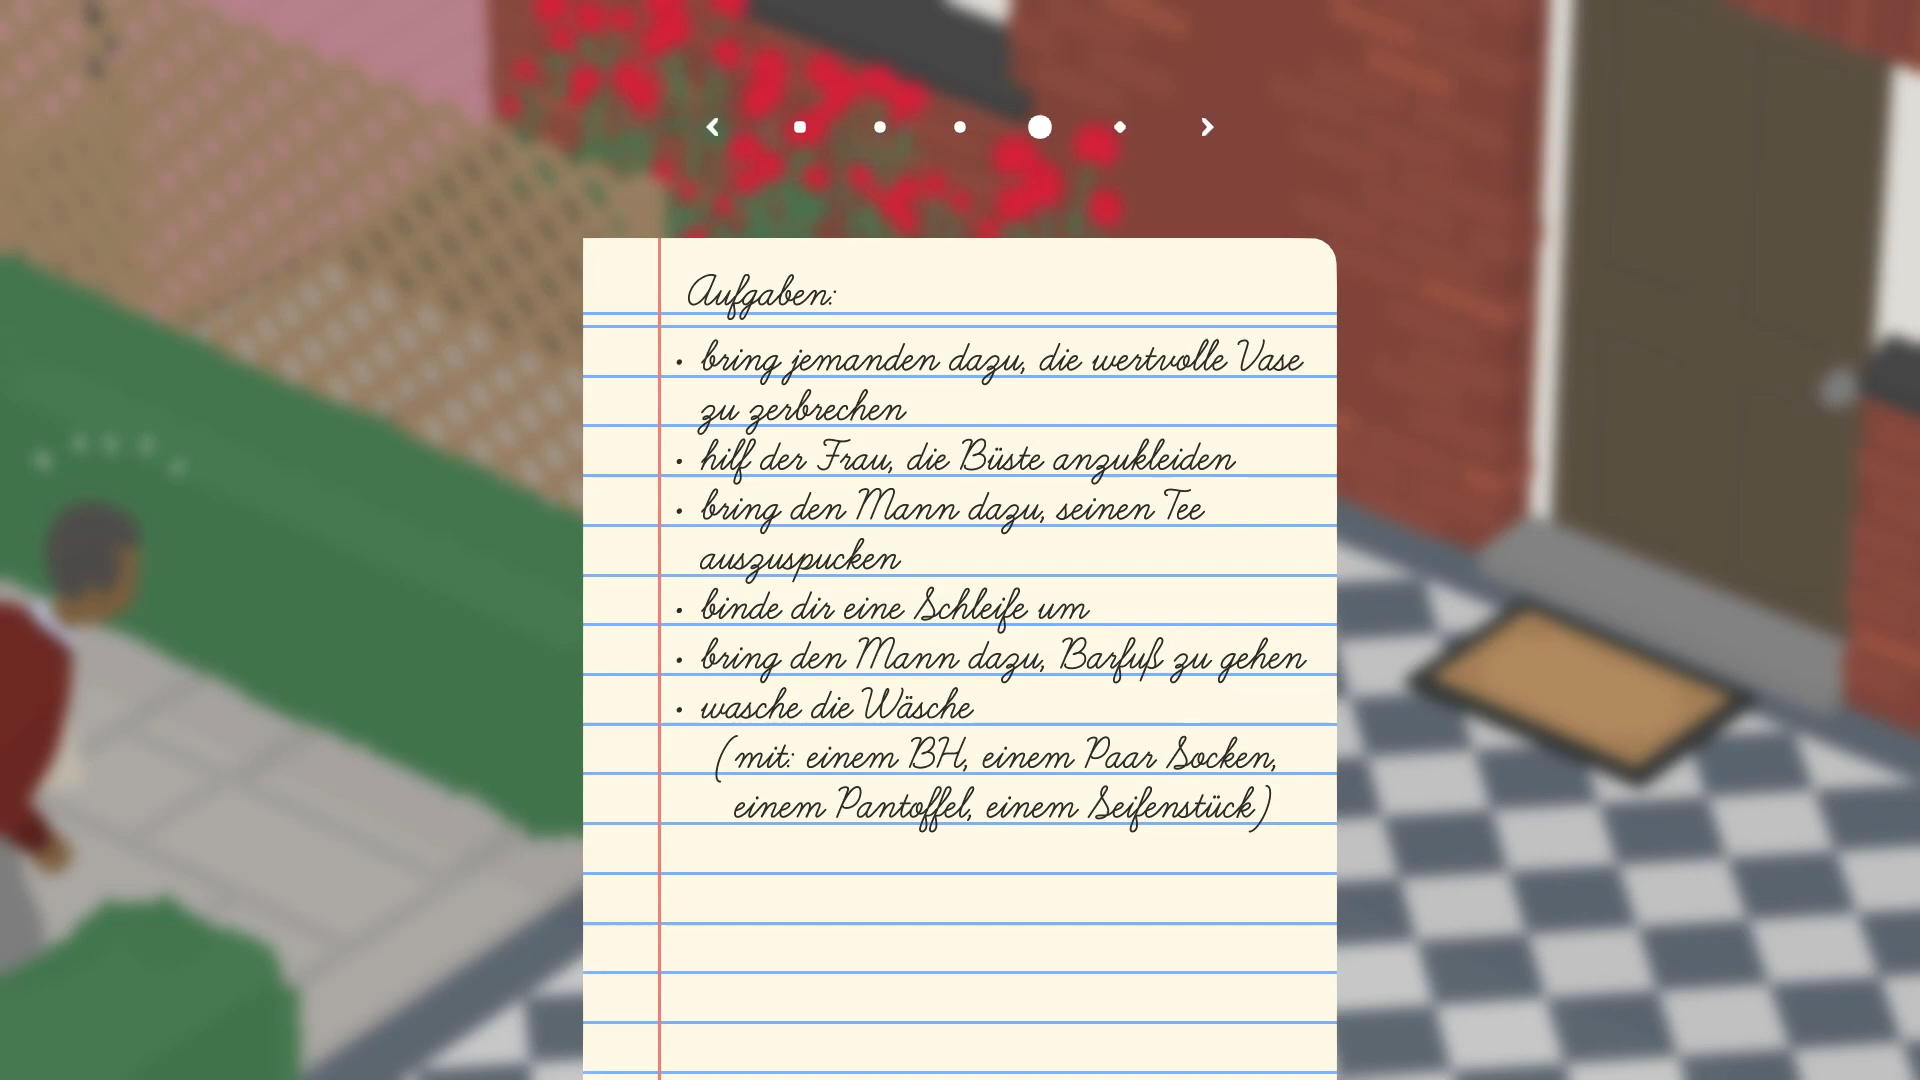 Aufgaben:
• bring jemanden dazu, die wertvolle Vase
zu zerbrechen
• hilf der Frau, die Büste anzukleiden
• bring den Mann dazu, seinen Tee
auszuspucken
• binde dir eine Schleife um
• bring den Mann dazu, Barfuß zu gehen
• wasche die Wäsche
(mit: einem BH, einem Paar Socken,
einem Pantoffel, einem Seifenstück)